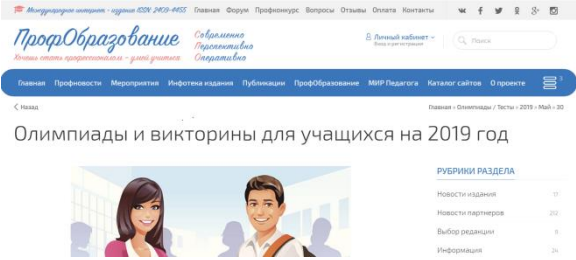 Международное интернет - издание ISSN 2409-4455 Главная Форум Профконкурс Вопросы Отзывы Оплата Контакты
ПрофОбразование
Хочешь стать профессионалом - умей учиться
Современно
Перспективно
Оперативно
Личный кабинет
Вход и регистрация
Поиск
Главная Профновости Мероприятия Инфотека издания Публикации ПрофОбразование МИР Педагога Каталог сайтов О проекте
3
Назад
Главная » Олимпиады / Тесты » 2019 » Май » 30
Олимпиады и викторины для учащихся на 2019 год
РУБРИКИ РАЗДЕЛА
Новости издания 17
Новости партнеров 252
Выбор редакции 8
Информация 24